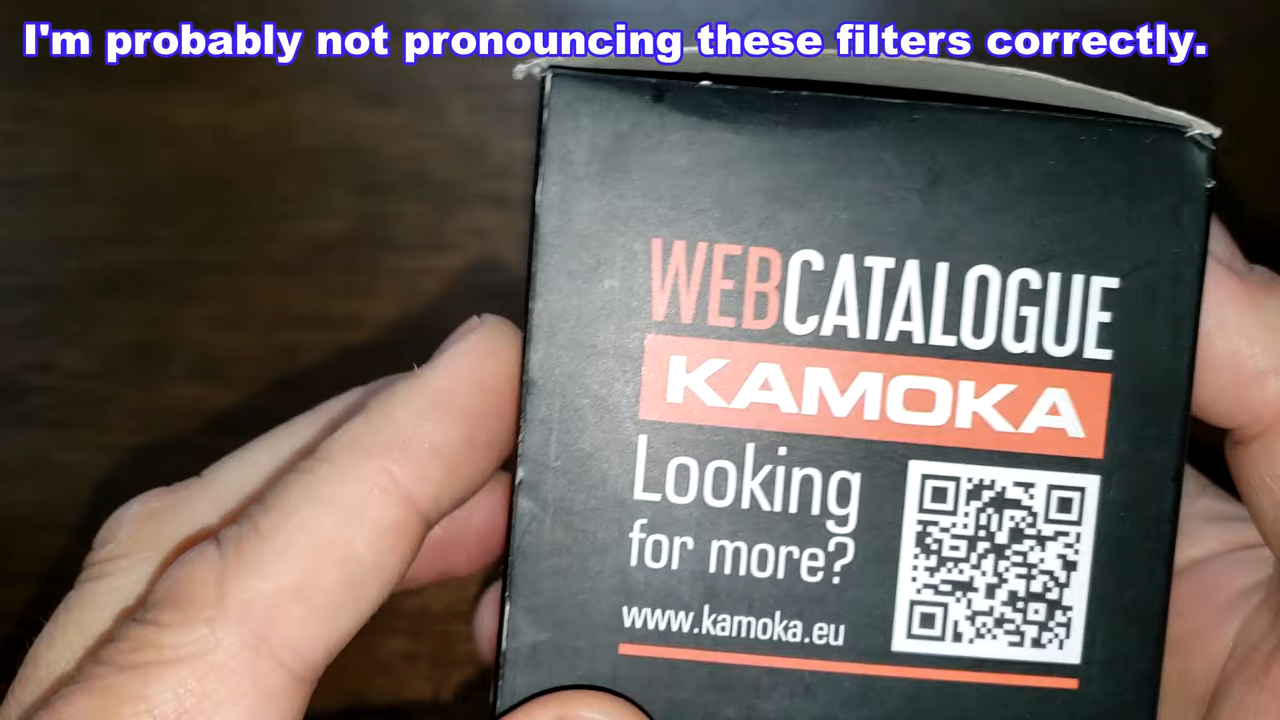 I'm probably not pronouncing these filters correctly.
WEBCATALOGUE
KAMOKA
Looking
for more?
www.kamoka.eu